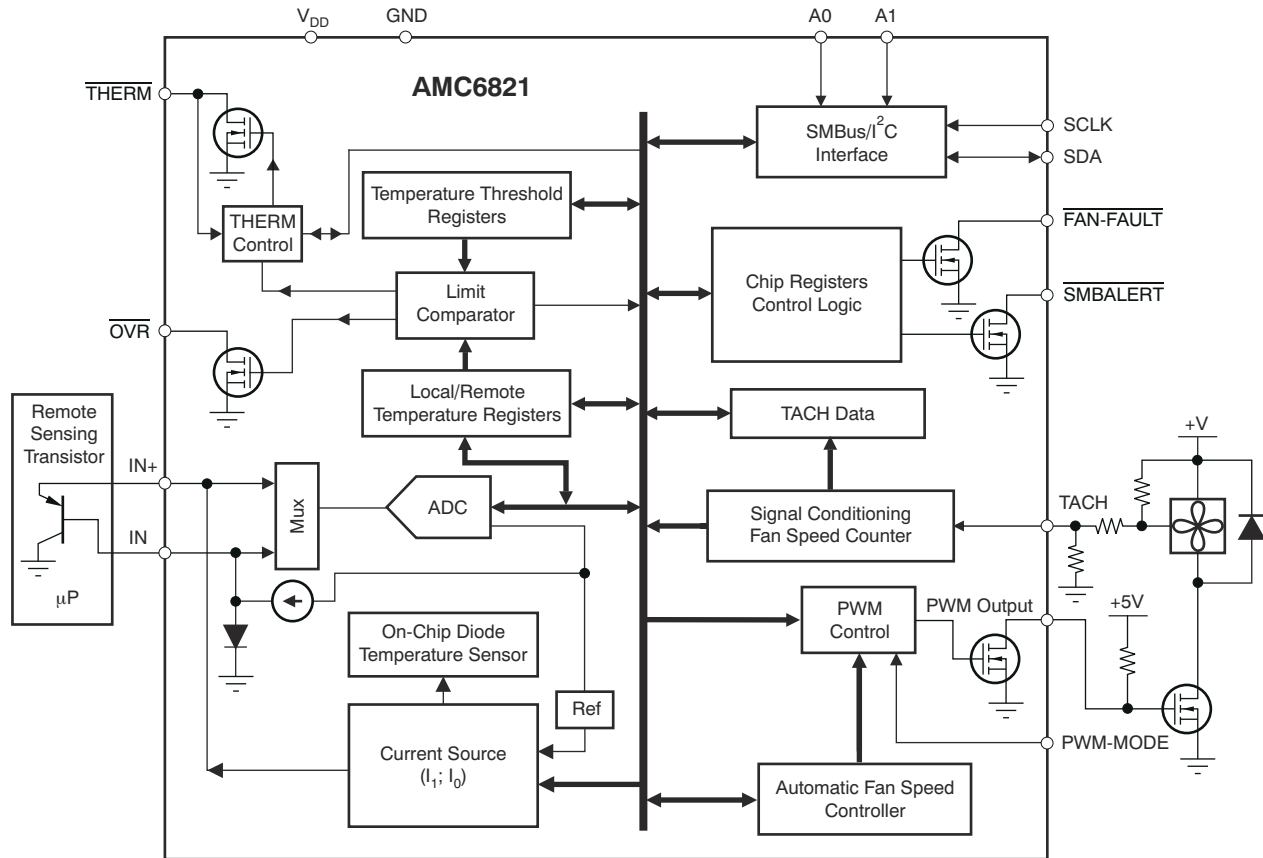 V_DD
GND
A0
A1
AMC6821
THERM
SMBus/I²C
Interface
SCLK
SDA
Temperature Threshold
Registers
THERM
Control
FAN-FAULT
Chip Registers
Control Logic
Limit
Comparator
SMBALERT
OVR
Local/Remote
Temperature Registers
TACH Data
Remote
Sensing
Transistor
+V
IN+
Mux
ADC
Signal Conditioning
Fan Speed Counter
TACH
IN
μP
+5V
PWM Output
PWM
Control
On-Chip Diode
Temperature Sensor
Ref
Current Source
(I₁; I₀)
PWM-MODE
Automatic Fan Speed
Controller